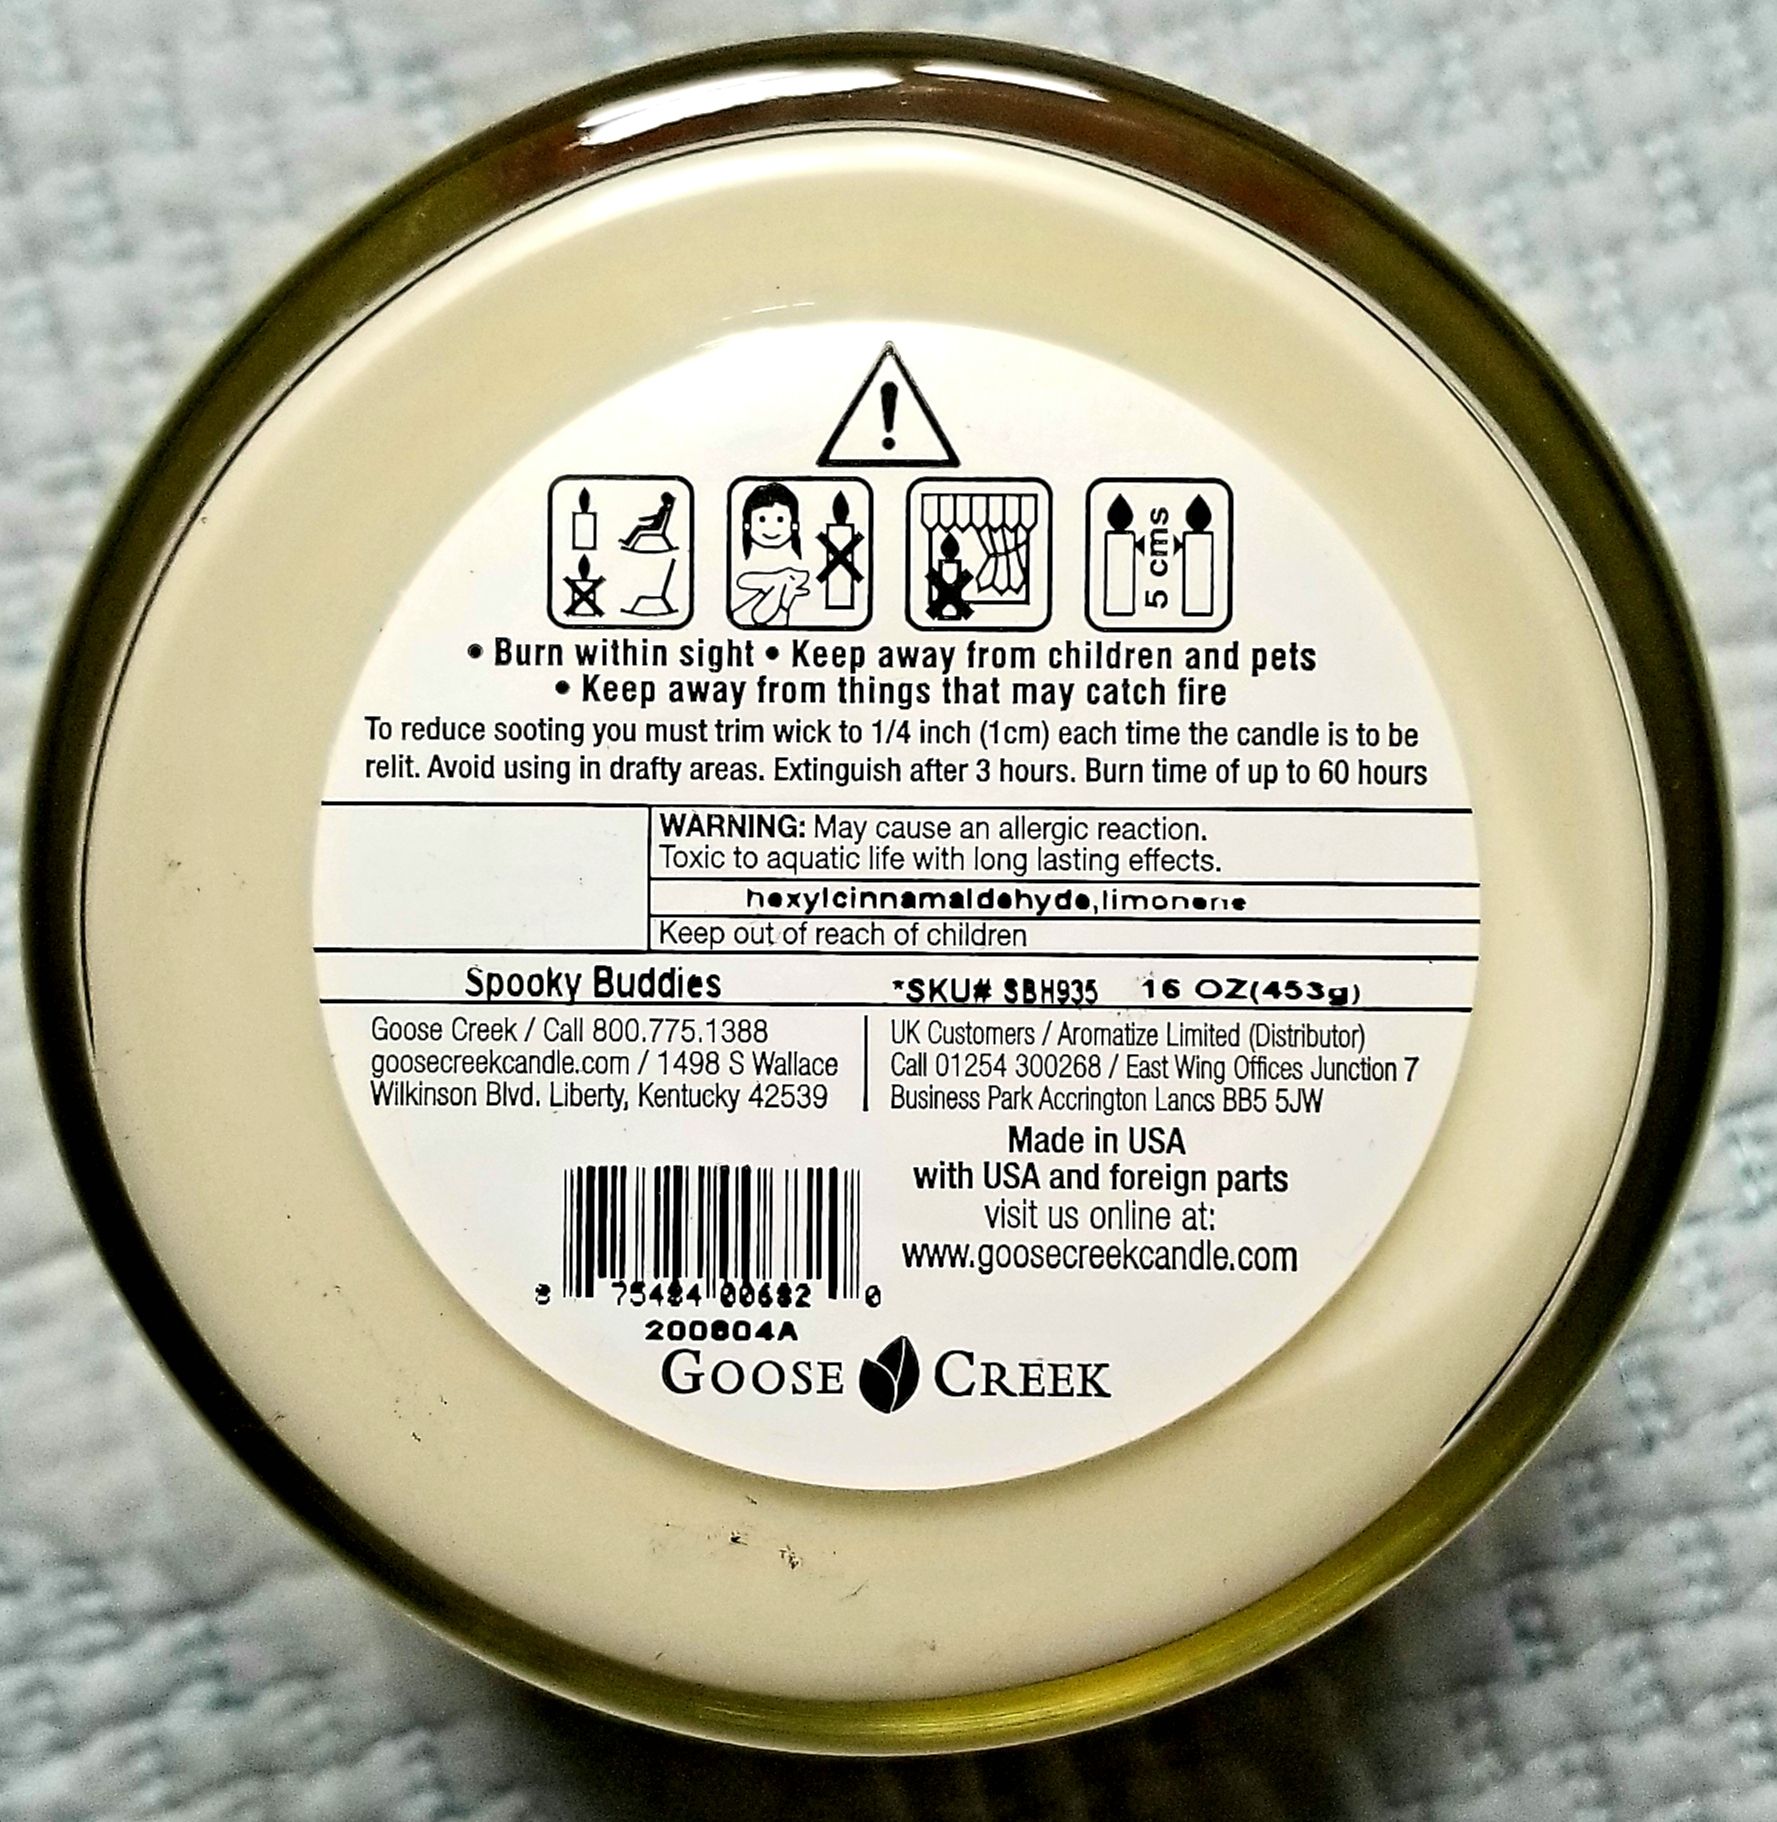 !
5 cms
• Burn within sight • Keep away from children and pets
• Keep away from things that may catch fire
To reduce sooting you must trim wick to 1/4 inch (1cm) each time the candle is to be
relit. Avoid using in drafty areas. Extinguish after 3 hours. Burn time of up to 60 hours
WARNING: May cause an allergic reaction.
Toxic to aquatic life with long lasting effects.
hexylcinnamaldehyde,limonene
Keep out of reach of children
Spooky Buddies *SKU# SBH935 16 OZ(453g)
Goose Creek / Call 800.775.1388
goosecreekcandle.com / 1498 S Wallace
Wilkinson Blvd. Liberty, Kentucky 42539
UK Customers / Aromatize Limited (Distributor)
Call 01254 300268 / East Wing Offices Junction 7
Business Park Accrington Lancs BB5 5JW
Made in USA
with USA and foreign parts
visit us online at:
www.goosecreekcandle.com
8 75484 00682 0
200804A
GOOSE CREEK